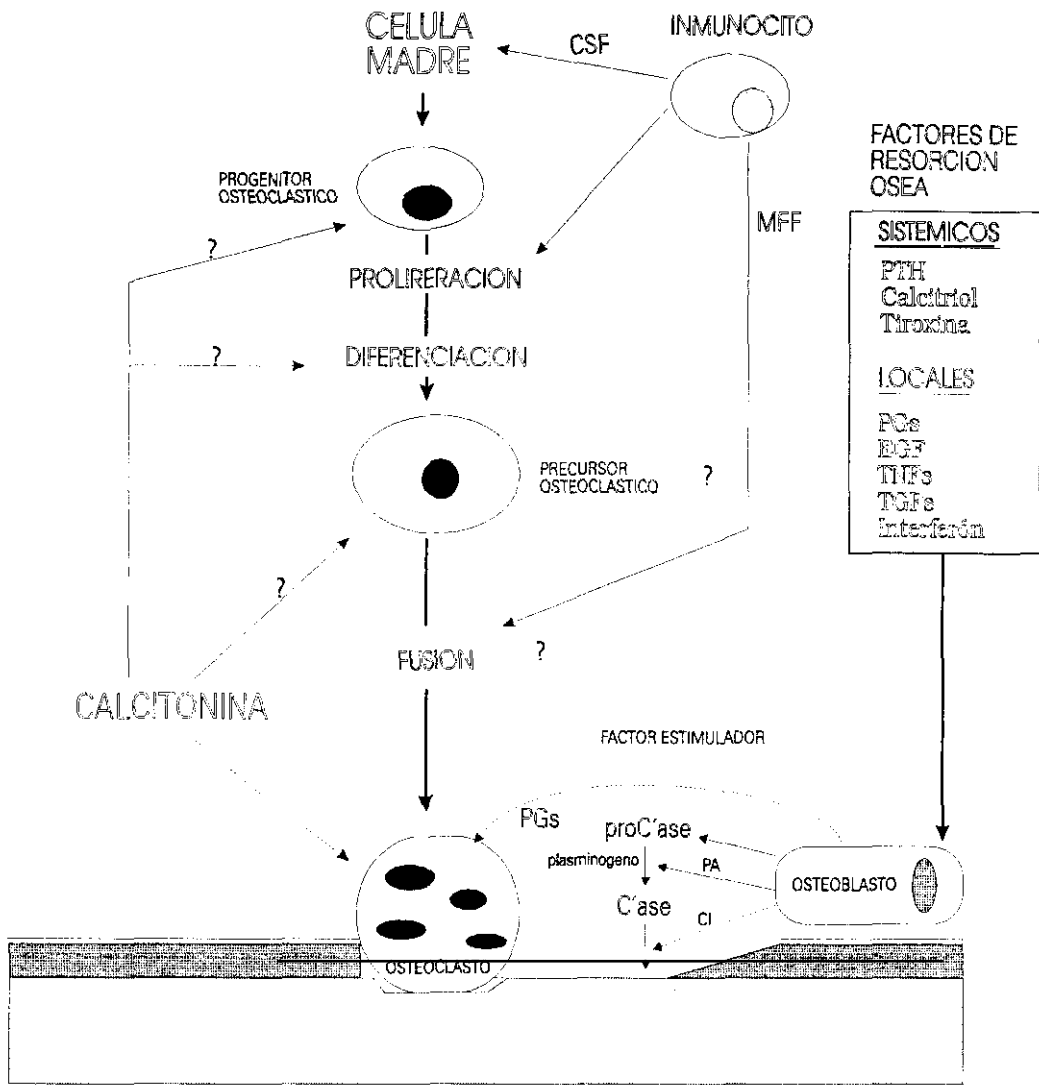 CELULA
MADRE
CSF
INMUNOCITO
PROGENITOR
OSTEOCLASTICO
?
MFF
PROLIRERACION
?
DIFERENCIACION
PRECURSOR
OSTEOCLASTICO
?
?
FUSION
?
CALCITONINA
FACTORES DE
RESORCION
OSEA
SISTEMICOS
PTH
Calcitriol
Tiroxina
LOCALES
PGs
EGF
TNFs
TGFs
Interferón
FACTOR ESTIMULADOR
PGs
proC'ase
plasminogeno
PA
C'ase
CI
OSTEOBLASTO
OSTEOCLASTO